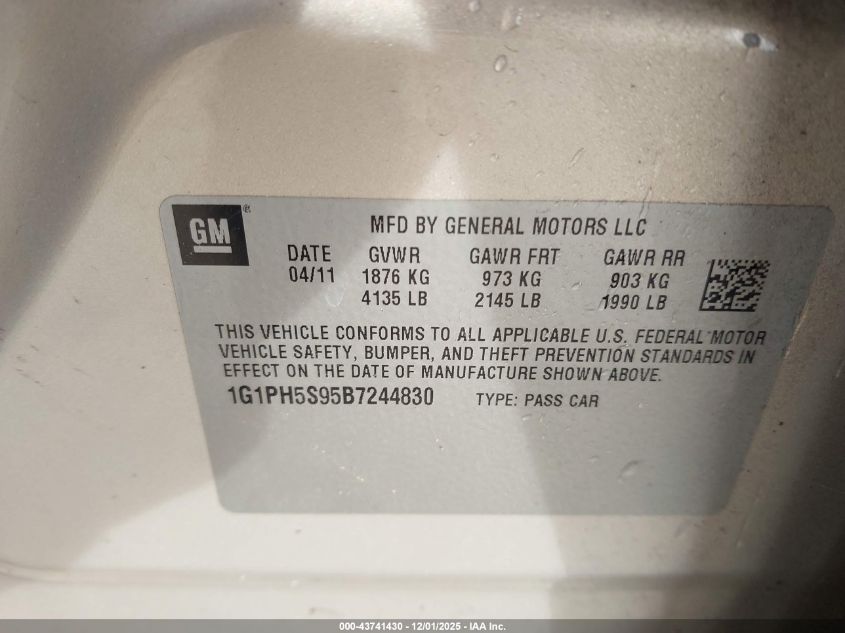 GM ®
MFD BY GENERAL MOTORS LLC
DATE GVWR GAWR FRT GAWR RR
04/11 1876 KG 973 KG 903 KG
4135 LB 2145 LB 1990 LB
THIS VEHICLE CONFORMS TO ALL APPLICABLE U.S. FEDERAL MOTOR
VEHICLE SAFETY, BUMPER, AND THEFT PREVENTION STANDARDS IN
EFFECT ON THE DATE OF MANUFACTURE SHOWN ABOVE.
1G1PH5S95B7244830 TYPE: PASS CAR
000-43741430 - 12/01/2025 - IAA Inc.